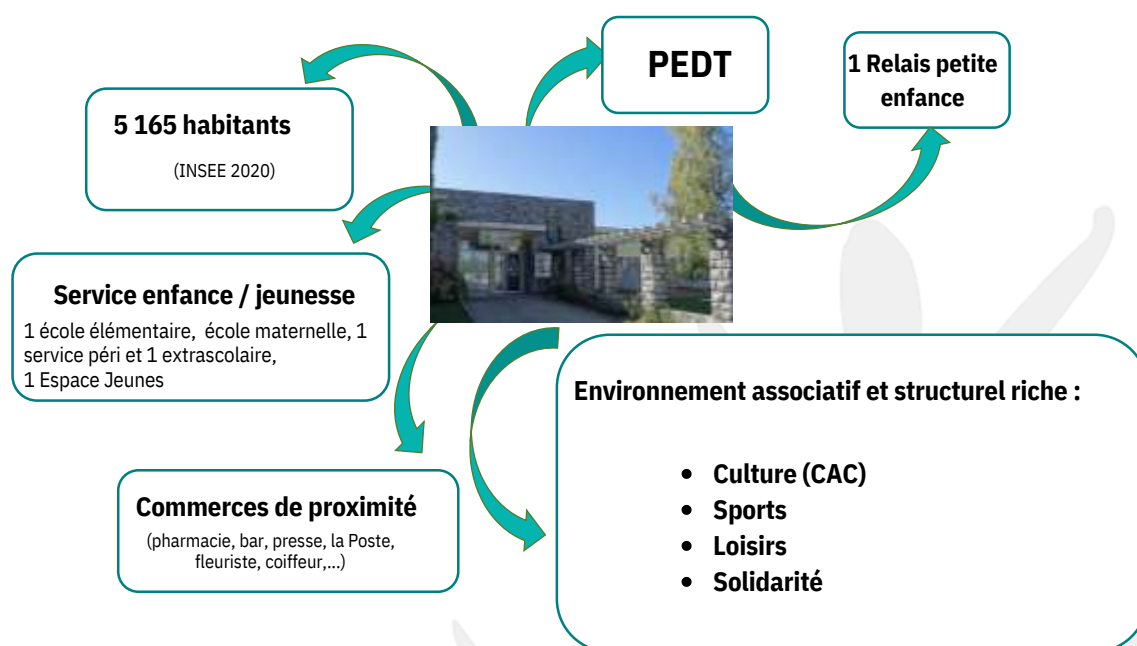 PEDT
1 Relais petite
enfance
5 165 habitants
(INSEE 2020)
Service enfance / jeunesse
1 école élémentaire, école maternelle, 1
service péri et 1 extrascolaire,
1 Espace Jeunes
Environnement associatif et structurel riche :
• Culture (CAC)
• Sports
• Loisirs
• Solidarité
Commerces de proximité
(pharmacie, bar, presse, la Poste,
fleuriste, coiffeur,...)